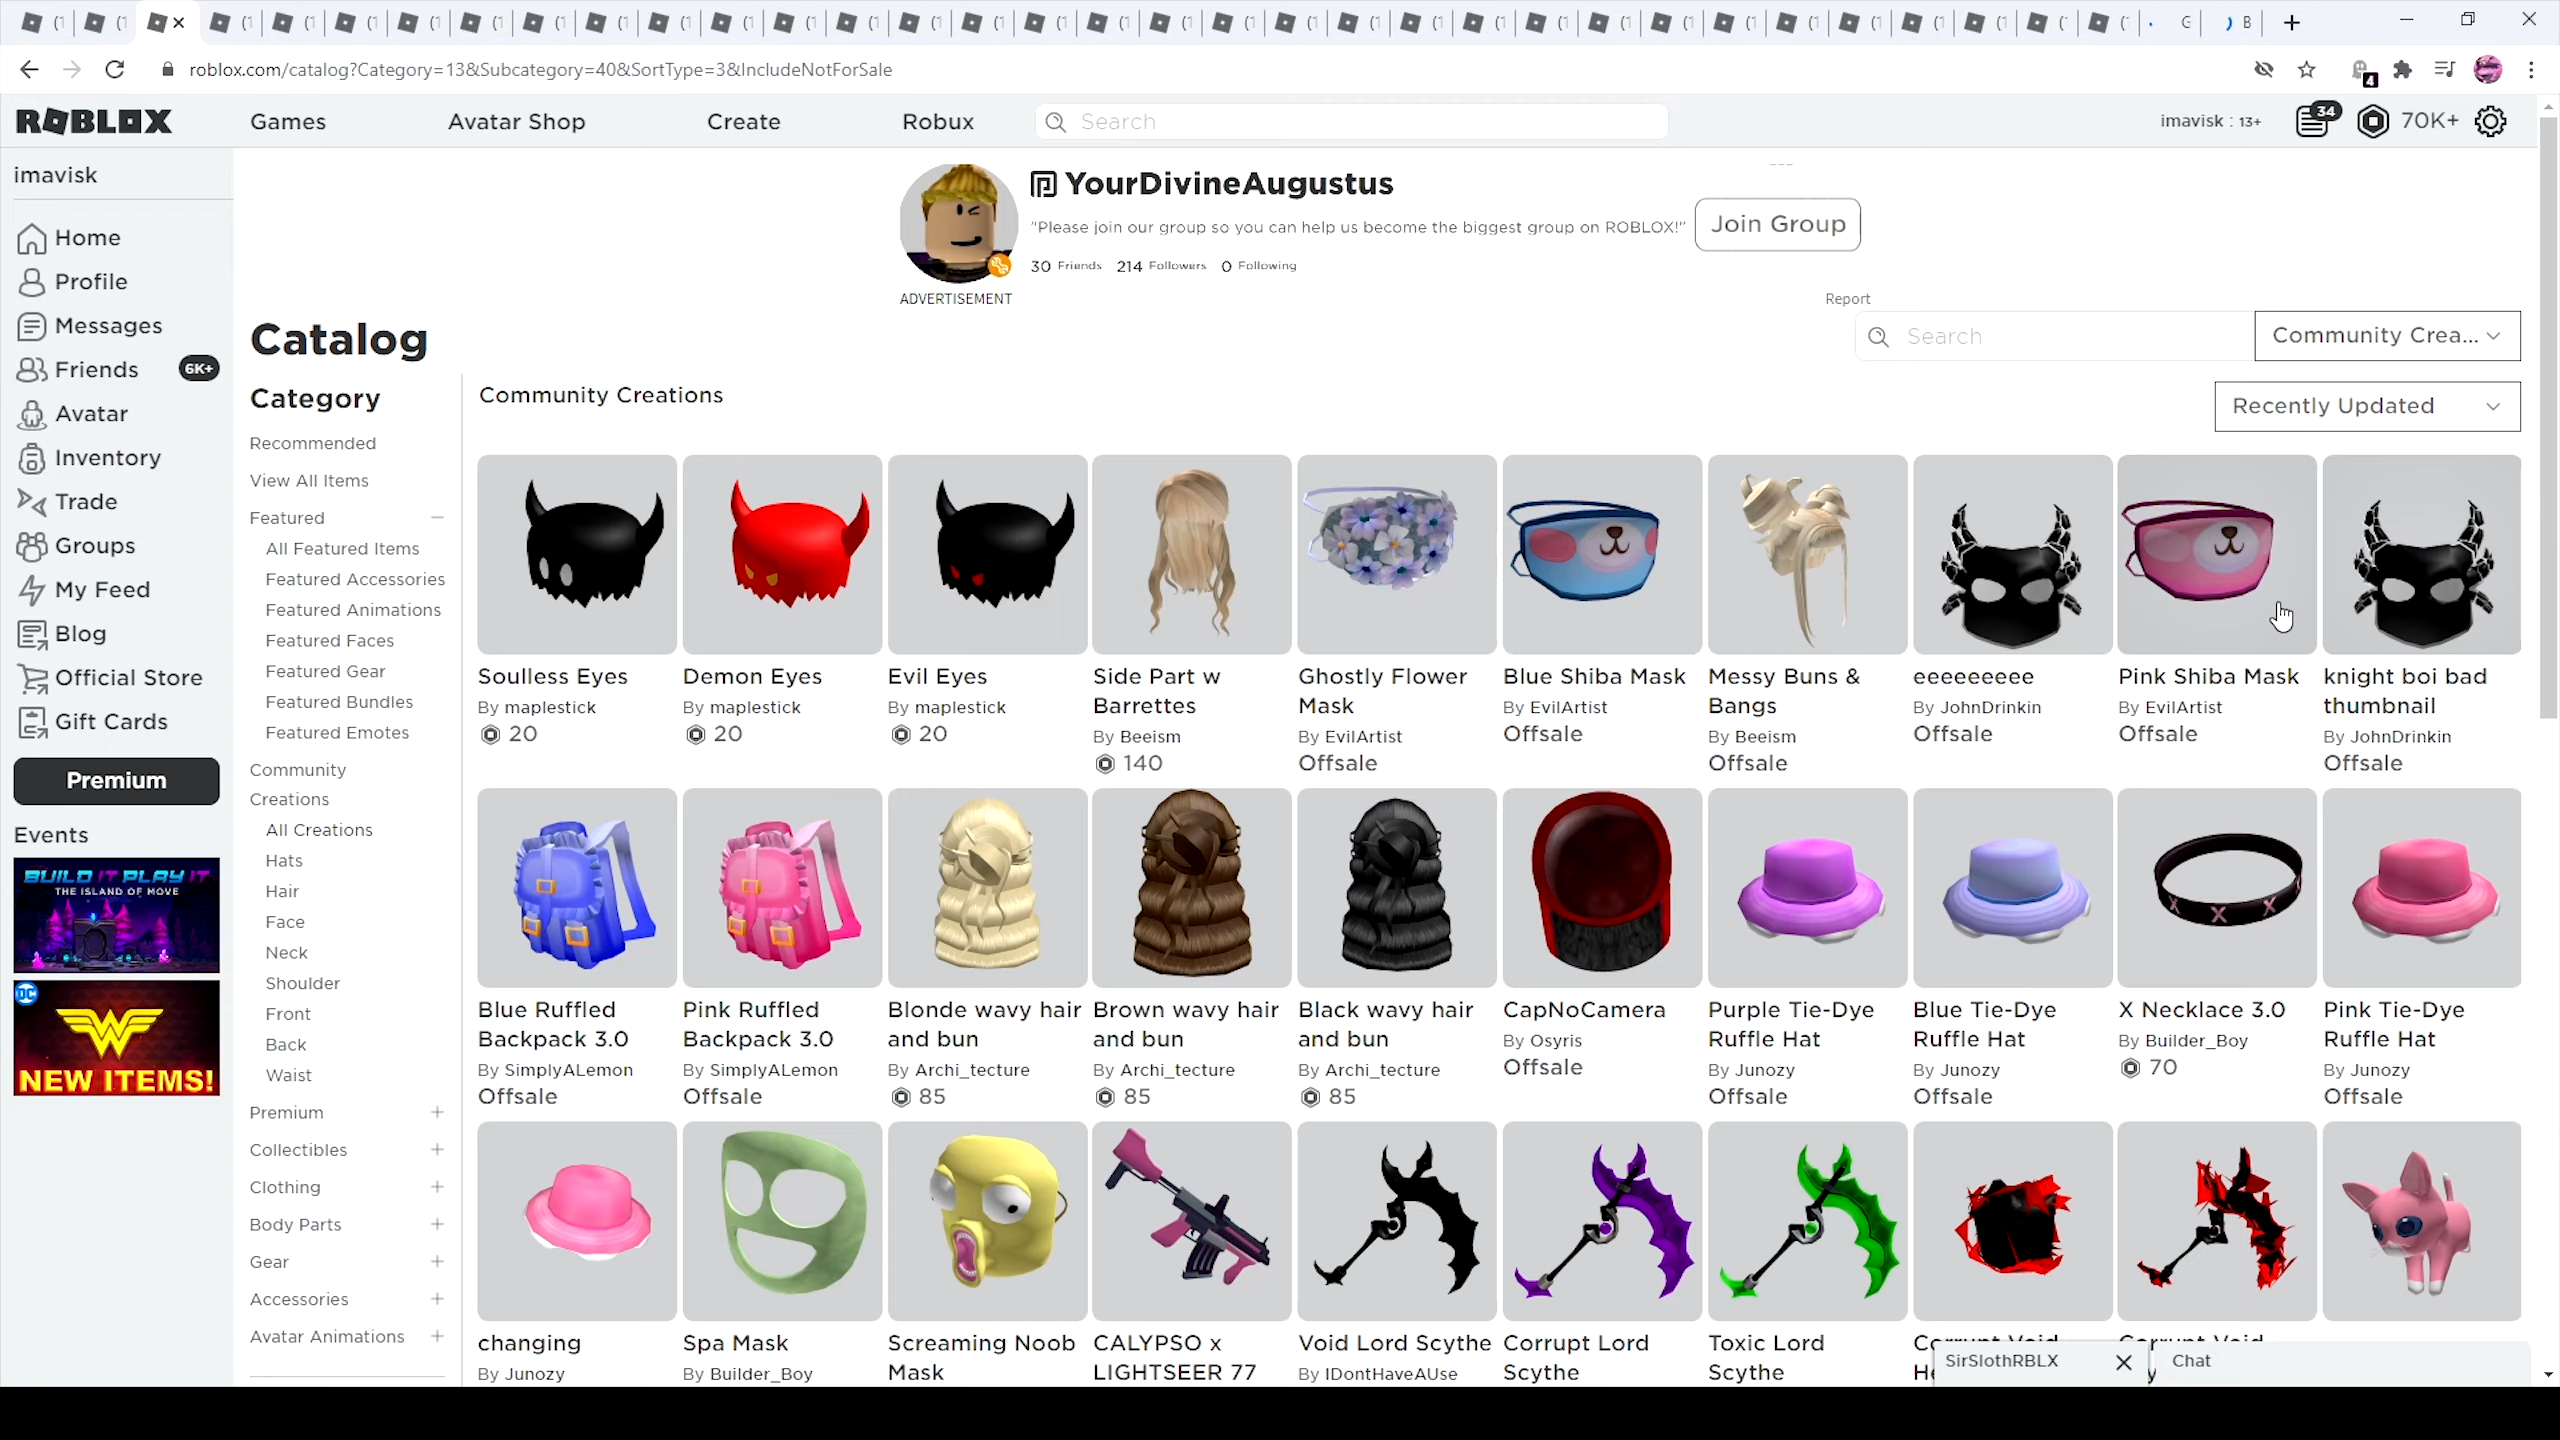 roblox.com/catalog?Category=13&Subcategory=40&SortType=3&IncludeNotForSale
4
ROBLOX Games Avatar Shop Create Robux Search imavisk : 13+ 34 70K+
imavisk
Home
Profile
Messages
Friends 6K+
Avatar
Inventory
Trade
Groups
My Feed
Blog
Official Store
Gift Cards
Premium
Events
BUILD IT PLAY IT
THE ISLAND OF MOVE
DC
NEW ITEMS!
YourDivineAugustus
"Please join our group so you can help us become the biggest group on ROBLOX!"
Join Group
30 Friends 214 Followers 0 Following
ADVERTISEMENT
Report
Catalog
Search
Community Crea...
Category
Recommended
View All Items
Featured
All Featured Items
Featured Accessories
Featured Animations
Featured Faces
Featured Gear
Featured Bundles
Featured Emotes
Community
Creations
All Creations
Hats
Hair
Face
Neck
Shoulder
Front
Back
Waist
Premium
Collectibles
Clothing
Body Parts
Gear
Accessories
Avatar Animations
Community Creations
Recently Updated
Soulless Eyes
By maplestick
20
Demon Eyes
By maplestick
20
Evil Eyes
By maplestick
20
Side Part w
Barrettes
By Beeism
140
Ghostly Flower
Mask
By EvilArtist
Offsale
Blue Shiba Mask
By EvilArtist
Offsale
Messy Buns &
Bangs
By Beeism
Offsale
eeeeeeeee
By JohnDrinkin
Offsale
Pink Shiba Mask
By EvilArtist
Offsale
knight boi bad
thumbnail
By JohnDrinkin
Offsale
Blue Ruffled
Backpack 3.0
By SimplyALemon
Offsale
Pink Ruffled
Backpack 3.0
By SimplyALemon
Offsale
Blonde wavy hair
and bun
By Archi_tecture
85
Brown wavy hair
and bun
By Archi_tecture
85
Black wavy hair
and bun
By Archi_tecture
85
CapNoCamera
By Osyris
Offsale
Purple Tie-Dye
Ruffle Hat
By Junozy
Offsale
Blue Tie-Dye
Ruffle Hat
By Junozy
Offsale
X Necklace 3.0
By Builder_Boy
70
Pink Tie-Dye
Ruffle Hat
By Junozy
Offsale
changing
By Junozy
Spa Mask
By Builder_Boy
Screaming Noob
Mask
CALYPSO x
LIGHTSEER 77
Void Lord Scythe
By IDontHaveAUse
Corrupt Lord
Scythe
Toxic Lord
Scythe
Corrupt Void
Corrupt Void
SirSlothRBLX
Chat